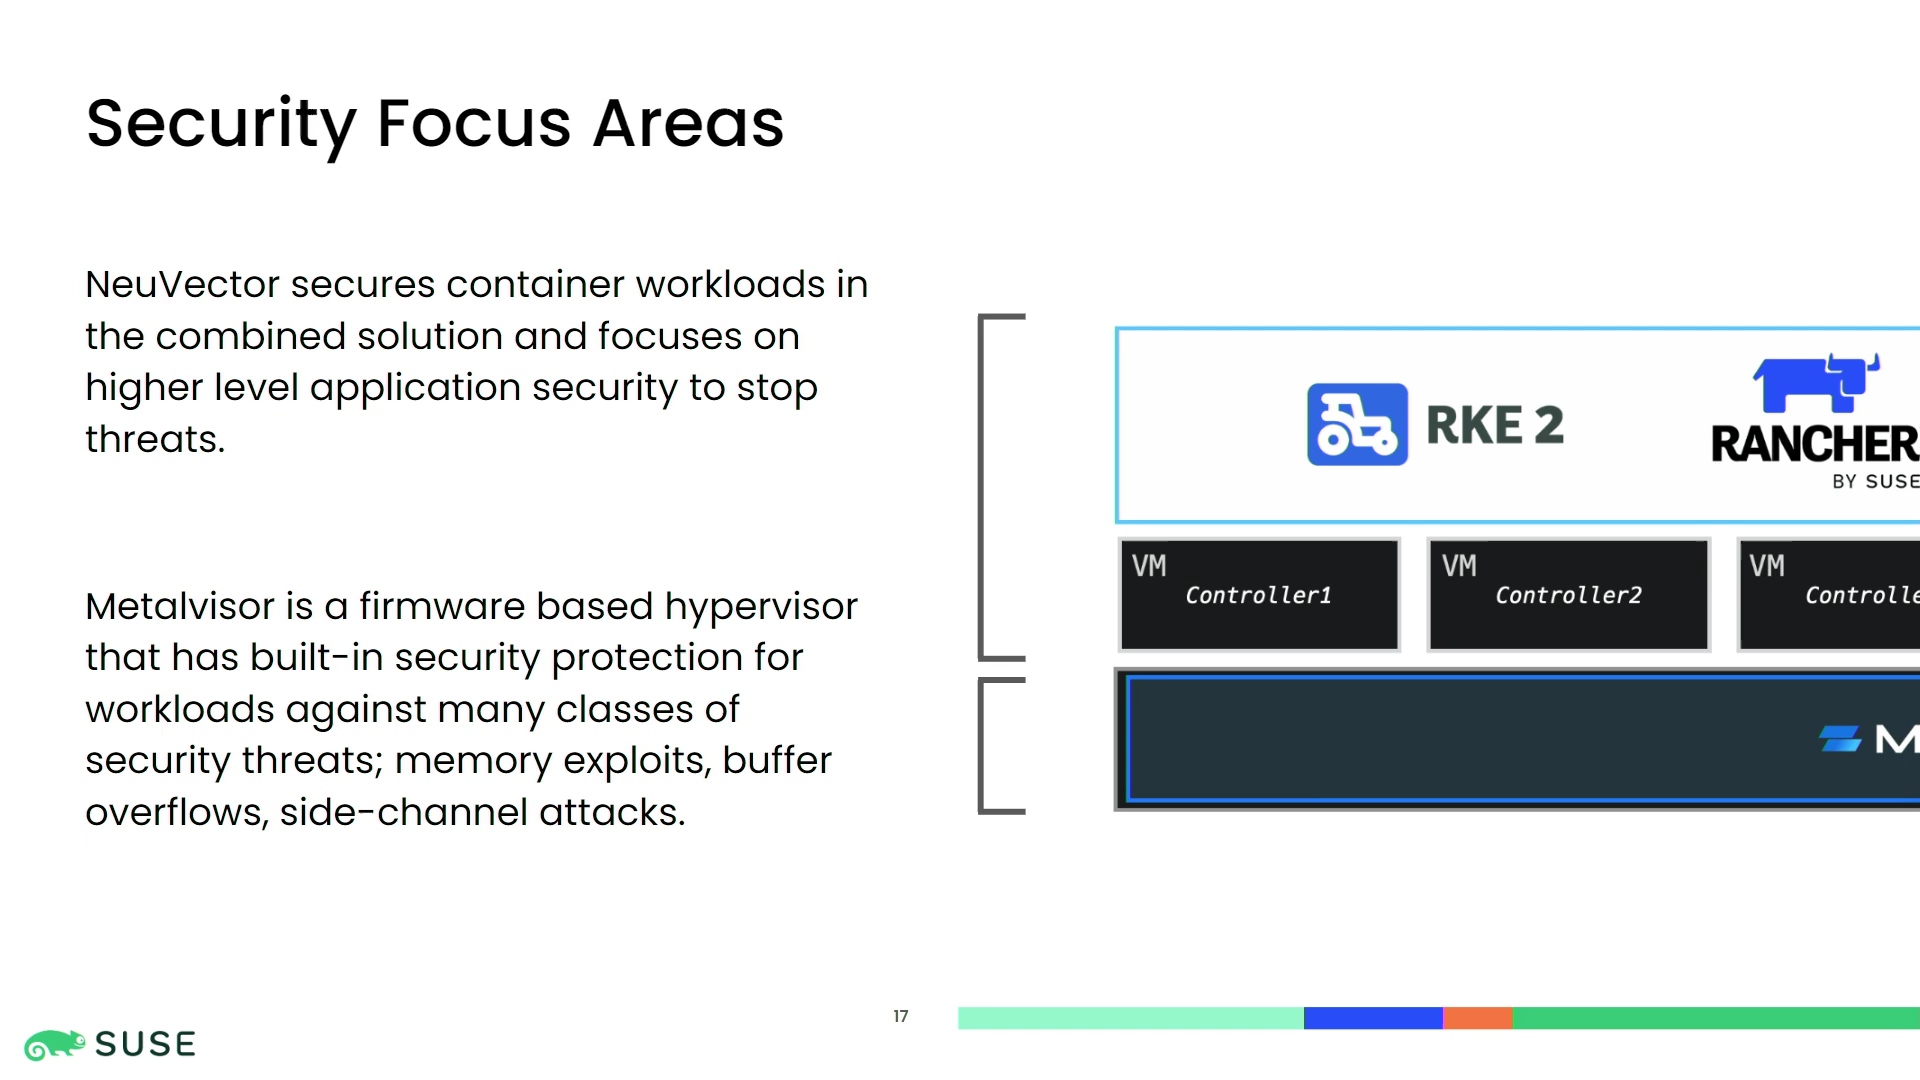 Security Focus Areas
NeuVector secures container workloads in
the combined solution and focuses on
higher level application security to stop
threats.
Metalvisor is a firmware based hypervisor
that has built-in security protection for
workloads against many classes of
security threats; memory exploits, buffer
overflows, side-channel attacks.
RKE 2
RANCHER
BY SUSE
VM
Controller1
VM
Controller2
VM
Controlle
M
17
SUSE